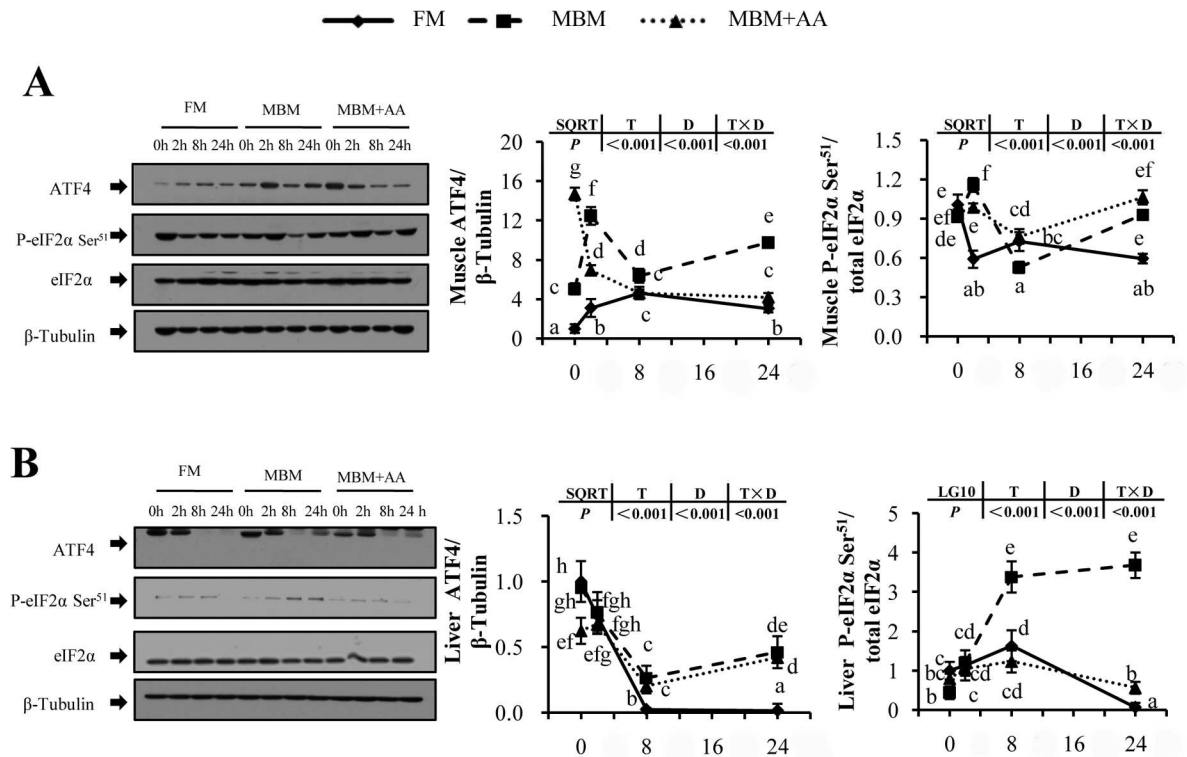 FM MBM MBM+AA
A
FM MBM MBM+AA
0h 2h 8h 24h 0h 2h 8h 24h 0h 2h 8h 24h
ATF4
P-eIF2α Ser51
eIF2α
β-Tubulin
Muscle ATF4/
β-Tubulin
SQRT T D T×D
P <0.001 <0.001 <0.001
20
16
12
8
4
0
g
f
e
d
d
c
c
c
c
a
b
b
0 8 16 24
Muscle P-eIF2α Ser51/
total eIF2α
SQRT T D T×D
P <0.001 <0.001 <0.001
1.5
1.2
0.9
0.6
0.3
0.0
f
ef
e
cd
ef
e
bc
e
de
ab
a
ab
0 8 16 24
B
FM MBM MBM+AA
0h 2h 8h 24h 0h 2h 8h 24h 0h 2h 8h 24 h
ATF4
P-eIF2α Ser51
eIF2α
β-Tubulin
Liver ATF4/
β-Tubulin
SQRT T D T×D
P <0.001 <0.001 <0.001
1.5
1.0
0.5
0.0
h
gh
fgh
fgh
ef
efg
c
de
d
b
c
a
0 8 16 24
Liver P-eIF2α Ser51/
total eIF2α
LG10 T D T×D
P <0.001 <0.001 <0.001
5
4
3
2
1
0
e
e
cd
d
c
bc
cd
b
b
c
cd
a
0 8 16 24